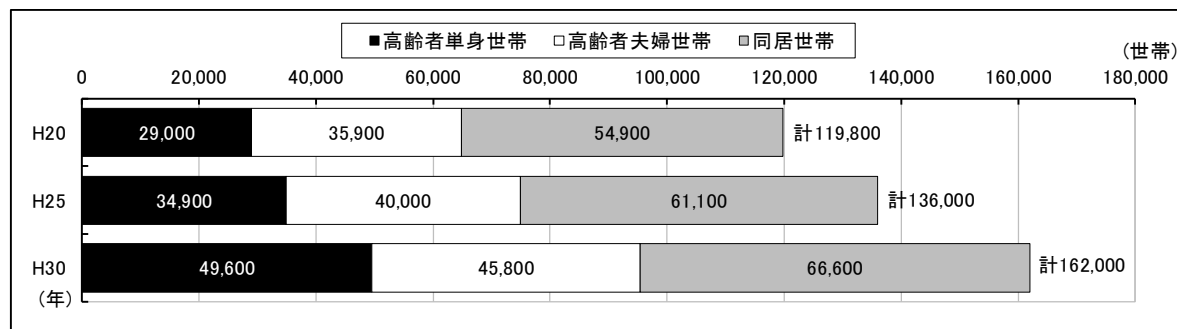 ■高齢者単身世帯 □高齢者夫婦世帯 ■同居世帯
(世帯)
0 20,000 40,000 60,000 80,000 100,000 120,000 140,000 160,000 180,000
H20 29,000 35,900 54,900 計119,800
H25 34,900 40,000 61,100 計136,000
H30 49,600 45,800 66,600 計162,000
(年)